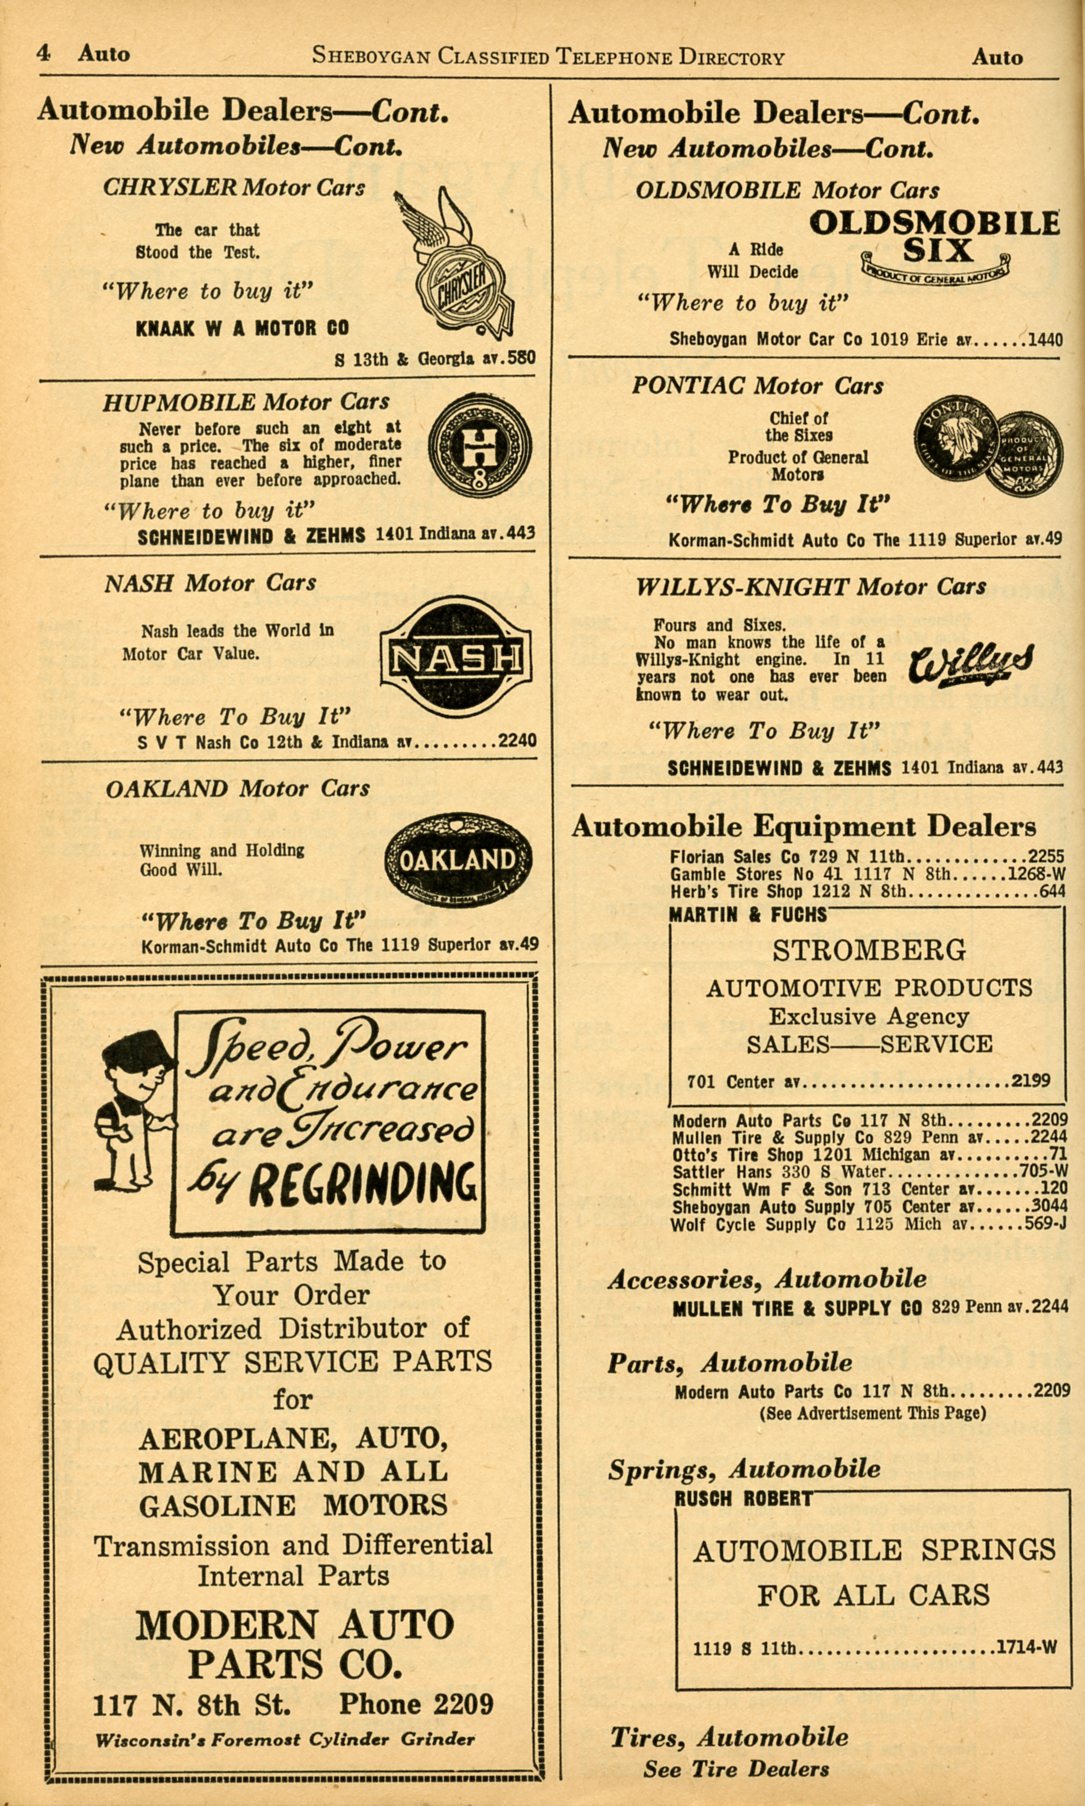 4 Auto SHEBOYGAN CLASSIFIED TELEPHONE DIRECTORY Auto
Automobile Dealers—Cont.
New Automobiles—Cont.
CHRYSLER Motor Cars
The car that
Stood the Test.
CHRYSLER
"Where to buy it"
KNAAK W A MOTOR CO
S 13th & Georgia av.580
HUPMOBILE Motor Cars
Never before such an eight at
such a price. The six of moderate
price has reached a higher, finer
plane than ever before approached.
H
8
"Where to buy it"
SCHNEIDEWIND & ZEHMS 1401 Indiana av.443
NASH Motor Cars
Nash leads the World in
Motor Car Value.
NASH
"Where To Buy It"
S V T Nash Co 12th & Indiana av.........2240
OAKLAND Motor Cars
Winning and Holding
Good Will.
OAKLAND
PRODUCT OF GENERAL MOTORS
"Where To Buy It"
Korman-Schmidt Auto Co The 1119 Superior av.49
Speed, Power
and Endurance
are Increased
by REGRINDING
Special Parts Made to
Your Order
Authorized Distributor of
QUALITY SERVICE PARTS
for
AEROPLANE, AUTO,
MARINE AND ALL
GASOLINE MOTORS
Transmission and Differential
Internal Parts
MODERN AUTO
PARTS CO.
117 N. 8th St. Phone 2209
Wisconsin's Foremost Cylinder Grinder
Automobile Dealers—Cont.
New Automobiles—Cont.
OLDSMOBILE Motor Cars
OLDSMOBILE
SIX
PRODUCT OF GENERAL MOTORS
A Ride
Will Decide
"Where to buy it"
Sheboygan Motor Car Co 1019 Erie av......1440
PONTIAC Motor Cars
Chief of
the Sixes
Product of General
Motors
PONTIAC
CHIEF OF THE SIXES
PRODUCT
OF
GENERAL
MOTORS
"Where To Buy It"
Korman-Schmidt Auto Co The 1119 Superior av.49
WILLYS-KNIGHT Motor Cars
Fours and Sixes.
No man knows the life of a
Willys-Knight engine. In 11
years not one has ever been
known to wear out.
Willys
"Where To Buy It"
SCHNEIDEWIND & ZEHMS 1401 Indiana av.443
Automobile Equipment Dealers
Florian Sales Co 729 N 11th.............2255
Gamble Stores No 41 1117 N 8th......1268-W
Herb's Tire Shop 1212 N 8th..............644
MARTIN & FUCHS
STROMBERG
AUTOMOTIVE PRODUCTS
Exclusive Agency
SALES——SERVICE
701 Center av.......................2199
Modern Auto Parts Co 117 N 8th.........2209
Mullen Tire & Supply Co 829 Penn av.....2244
Otto's Tire Shop 1201 Michigan av..........71
Sattler Hans 330 S Water..............705-W
Schmitt Wm F & Son 713 Center av.......120
Sheboygan Auto Supply 705 Center av......3044
Wolf Cycle Supply Co 1125 Mich av......569-J
Accessories, Automobile
MULLEN TIRE & SUPPLY CO 829 Penn av.2244
Parts, Automobile
Modern Auto Parts Co 117 N 8th.........2209
(See Advertisement This Page)
Springs, Automobile
RUSCH ROBERT
AUTOMOBILE SPRINGS
FOR ALL CARS
1119 S 11th......................1714-W
Tires, Automobile
See Tire Dealers